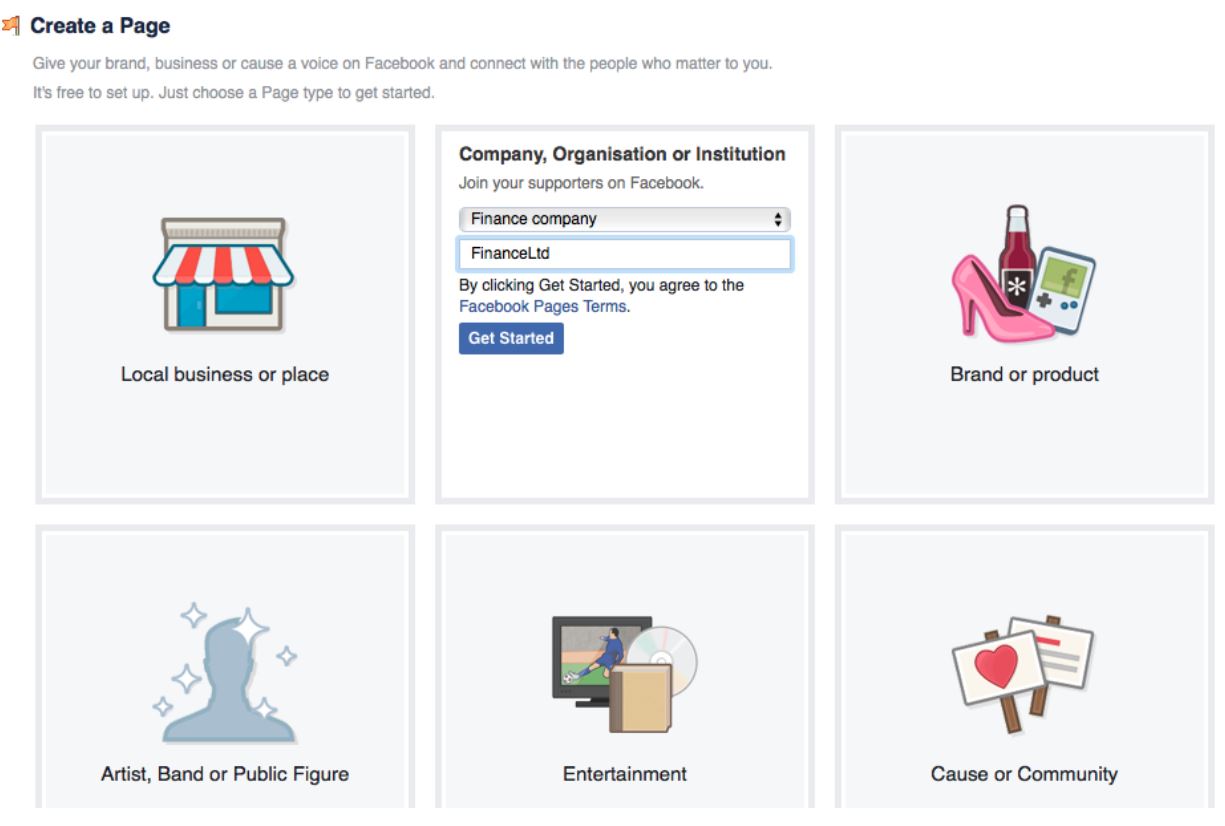 Create a Page
Give your brand, business or cause a voice on Facebook and connect with the people who matter to you.
It's free to set up. Just choose a Page type to get started.
Local business or place
Company, Organisation or Institution
Join your supporters on Facebook.
Finance company
FinanceLtd
By clicking Get Started, you agree to the
Facebook Pages Terms.
Get Started
Brand or product
Artist, Band or Public Figure
Entertainment
Cause or Community